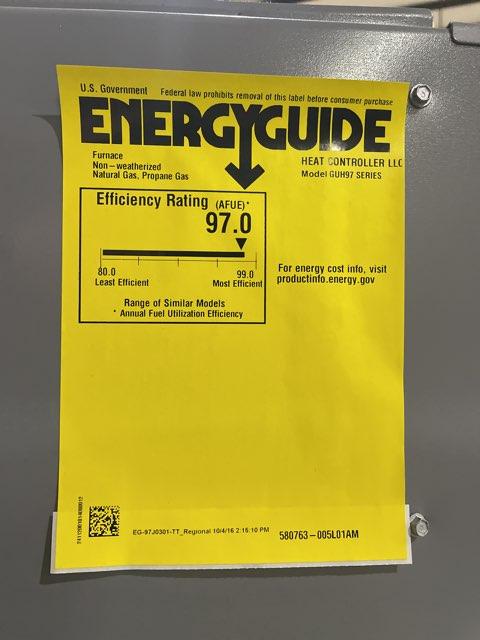 U.S. Government Federal law prohibits removal of this label before consumer purchase
ENERGYGUIDE
Furnace
Non-weatherized
Natural Gas, Propane Gas
HEAT CONTROLLER LLC
Model GUH97 SERIES
Efficiency Rating (AFUE)*
97.0
80.0 99.0
Least Efficient Most Efficient
Range of Similar Models
* Annual Fuel Utilization Efficiency
For energy cost info, visit
productinfo.energy.gov
EG-97J0301-TT_Regional 10/4/16 2:15:10 PM
580763-005L01AM